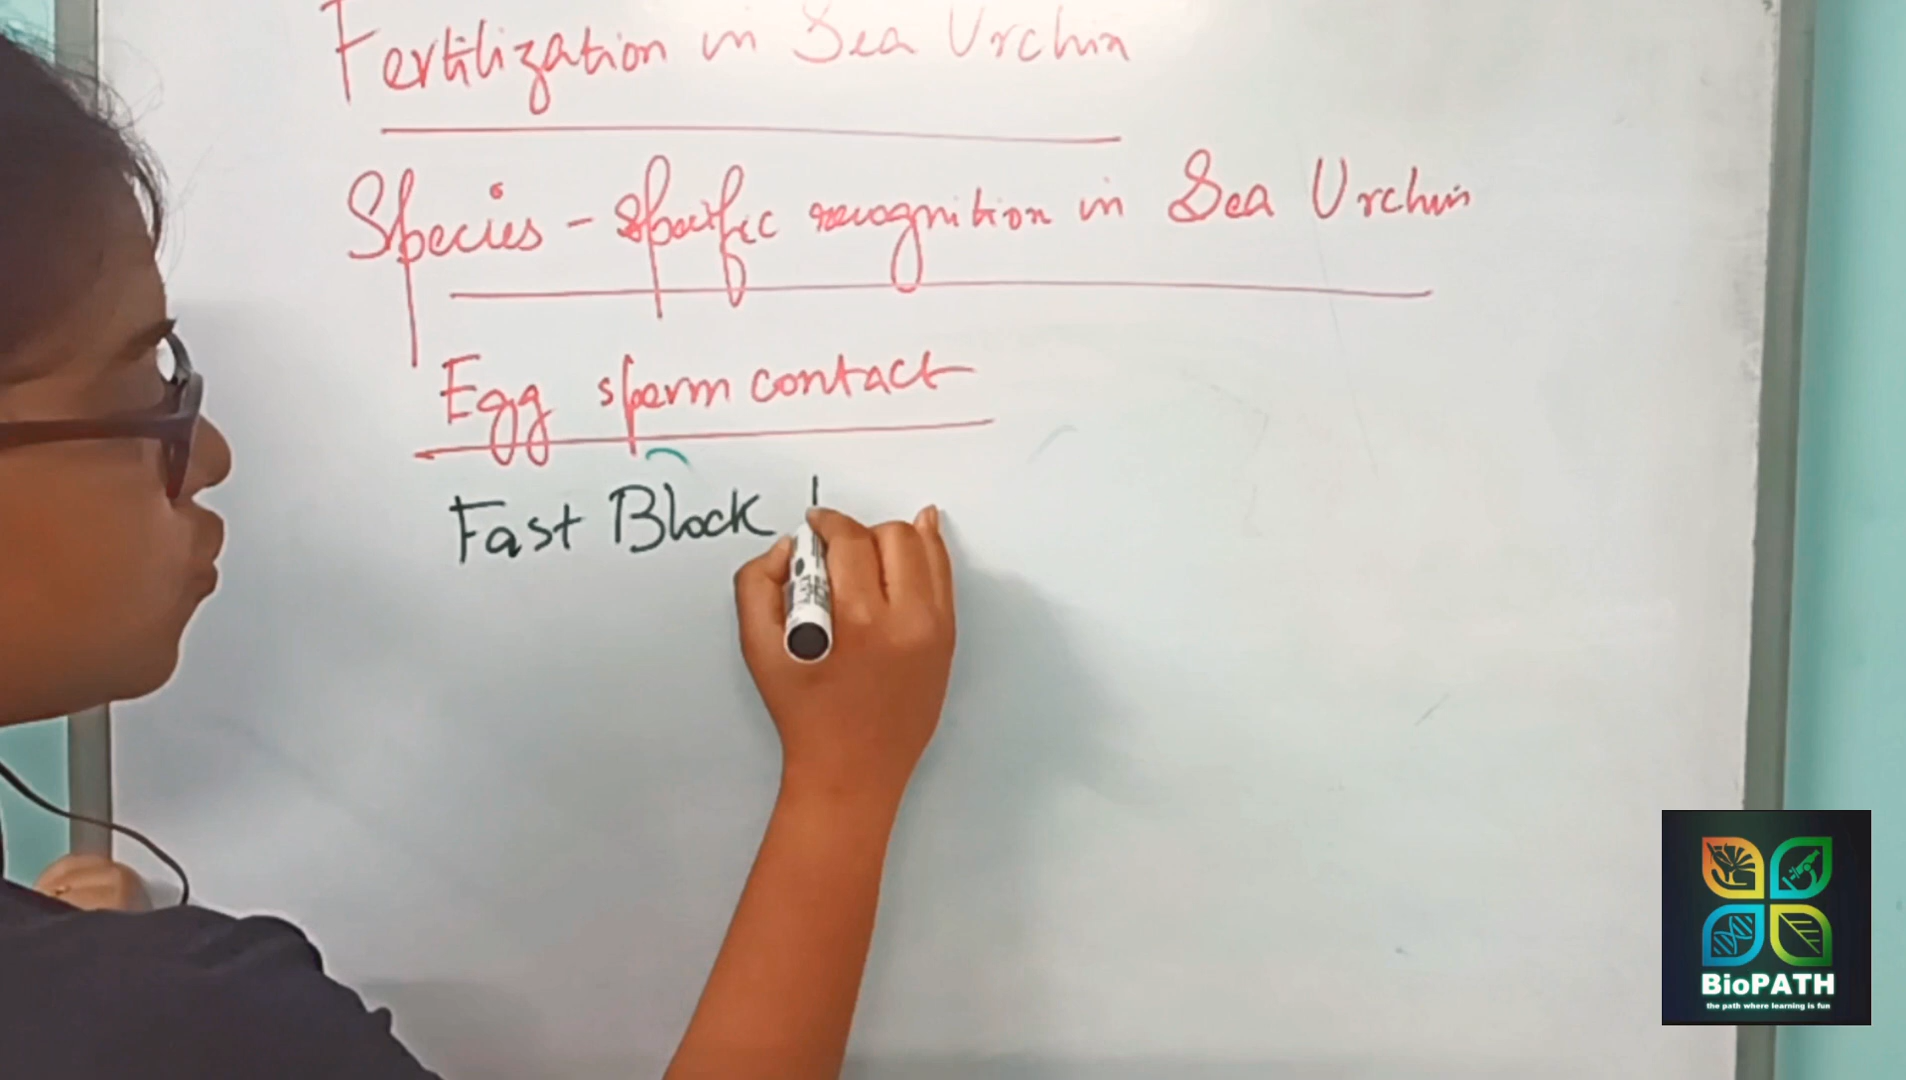 Fertilization in Sea Urchin
Species - specific recognition in Sea Urchin
Egg sperm contact
Fast Block
BioPATH
the path where learning is fun